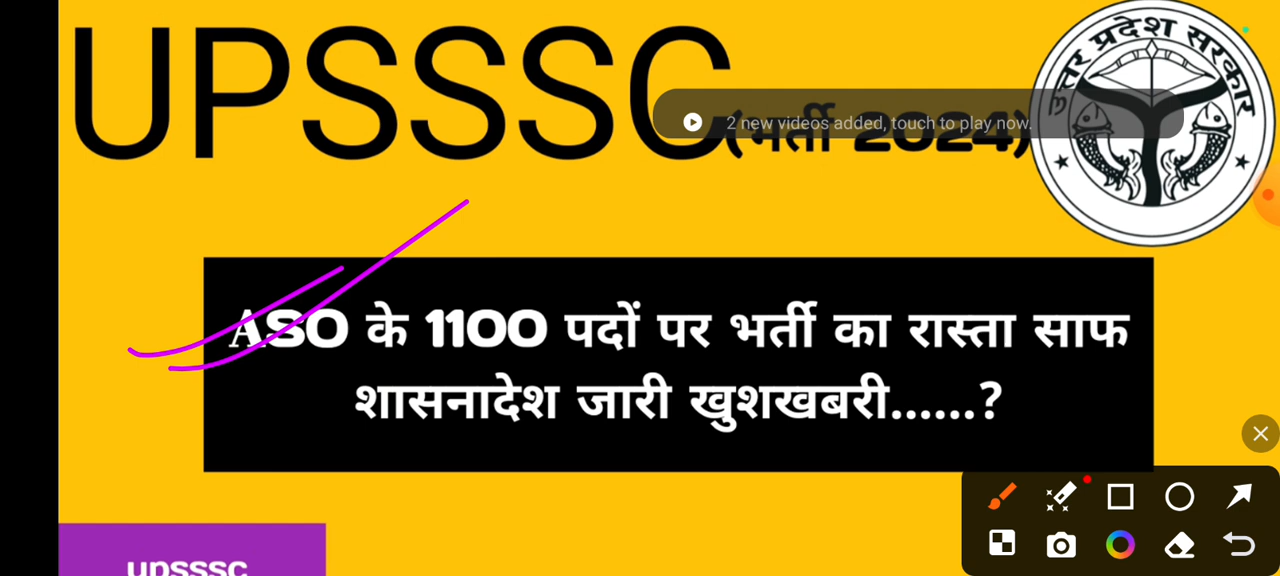 UPSSSC
उत्तर प्रदेश सरकार
2 new videos added, touch to play now.
(भर्ती 2024)
ASO के 1100 पदों पर भर्ती का रास्ता साफ
शासनादेश जारी खुशखबरी......?
upsssc